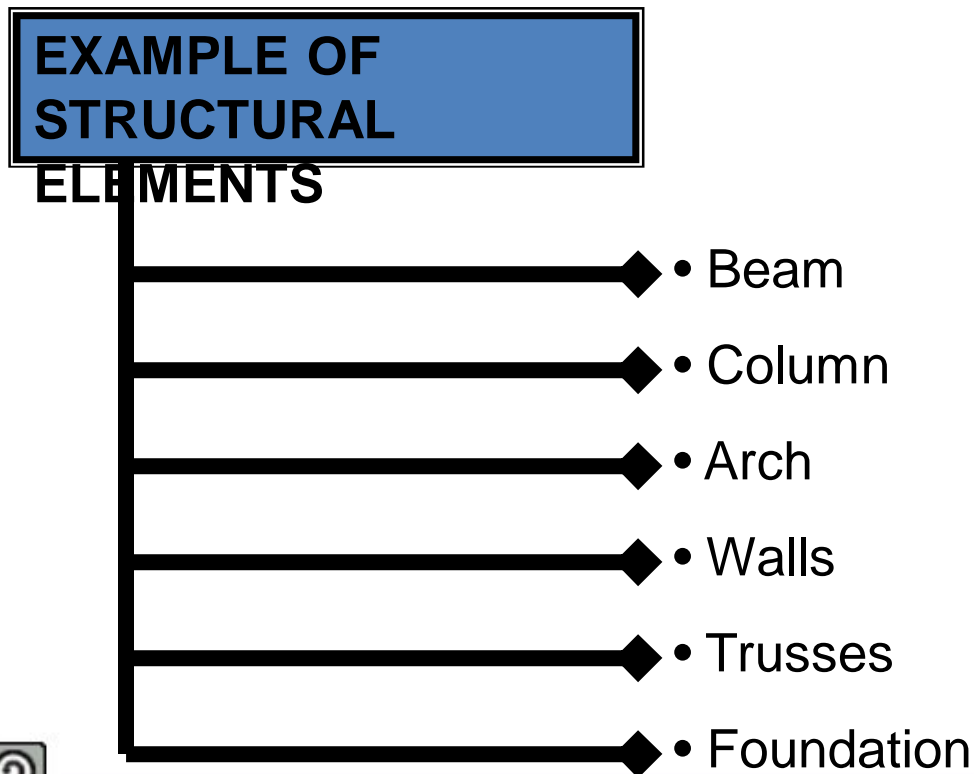 EXAMPLE OF
STRUCTURAL
ELEMENTS
• Beam
• Column
• Arch
• Walls
• Trusses
• Foundation